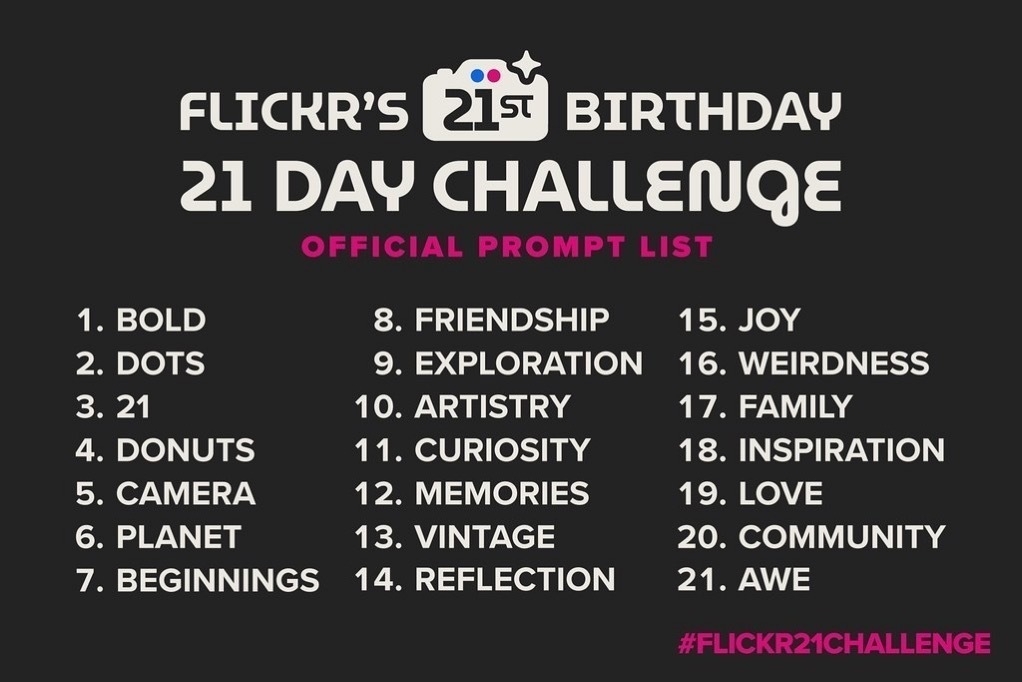 FLICKR'S 21ST BIRTHDAY
21 DAY CHALLENGE
OFFICIAL PROMPT LIST
1. BOLD
2. DOTS
3. 21
4. DONUTS
5. CAMERA
6. PLANET
7. BEGINNINGS
8. FRIENDSHIP
9. EXPLORATION
10. ARTISTRY
11. CURIOSITY
12. MEMORIES
13. VINTAGE
14. REFLECTION
15. JOY
16. WEIRDNESS
17. FAMILY
18. INSPIRATION
19. LOVE
20. COMMUNITY
21. AWE
#FLICKR21CHALLENGE